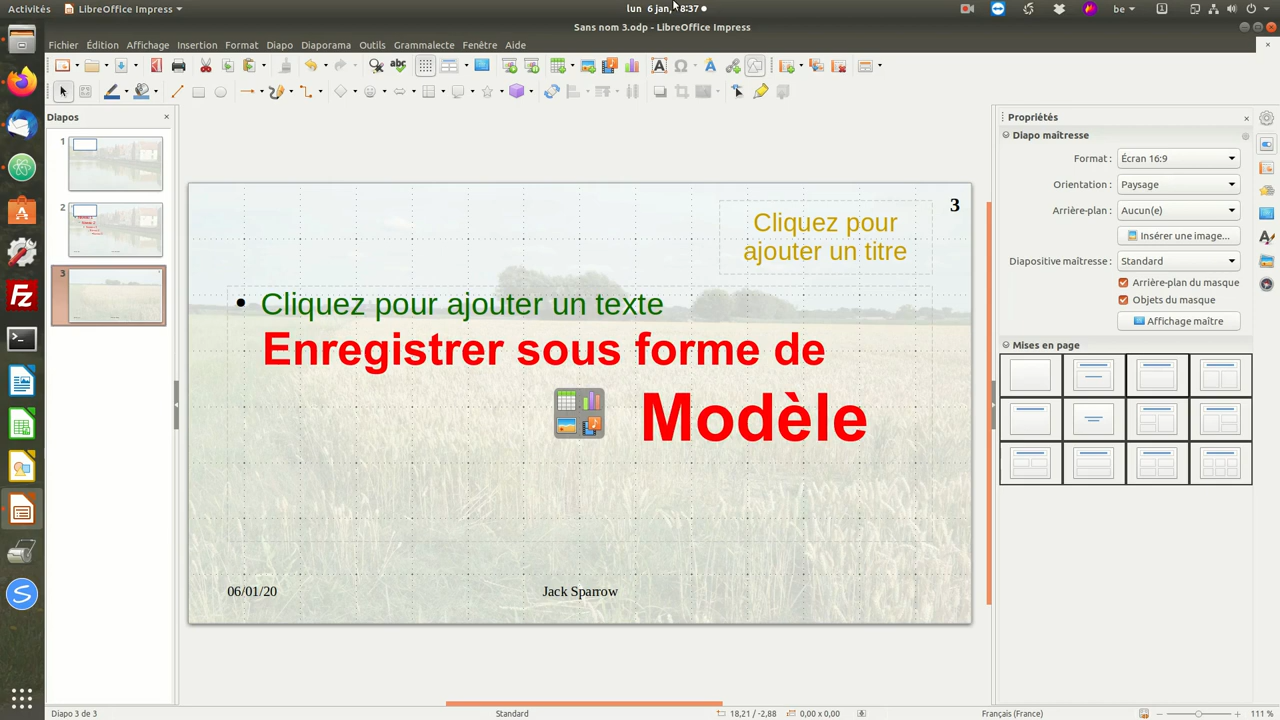 Activités
LibreOffice Impress
lun 6 jan, 8:37
be
Sans nom 3.odp - LibreOffice Impress
Fichier Édition Affichage Insertion Format Diapo Diaporama Outils Grammalecte Fenêtre Aide
Diapos
1
2
3
3
Cliquez pour
ajouter un titre
• Cliquez pour ajouter un texte
Enregistrer sous forme de
Modèle
06/01/20
Jack Sparrow
Propriétés
Diapo maîtresse
Format : Écran 16:9
Orientation : Paysage
Arrière-plan : Aucun(e)
Insérer une image...
Diapositive maîtresse : Standard
Arrière-plan du masque
Objets du masque
Affichage maître
Mises en page
Diapo 3 de 3
Standard
18,21 / -2,88
0,00 x 0,00
Français (France)
111 %